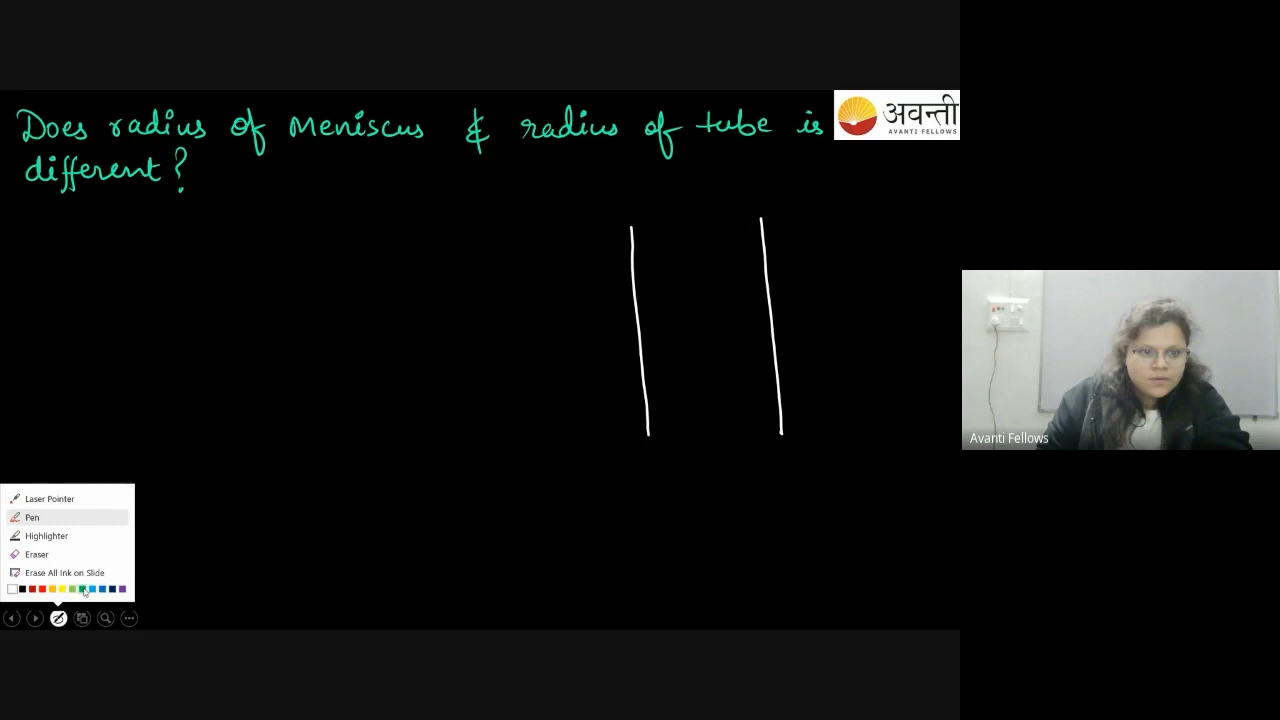 Does radius of Meniscus & radius of tube is
different?
अवन्ती
AVANTI FELLOWS
Avanti Fellows
Laser Pointer
Pen
Highlighter
Eraser
Erase All Ink on Slide